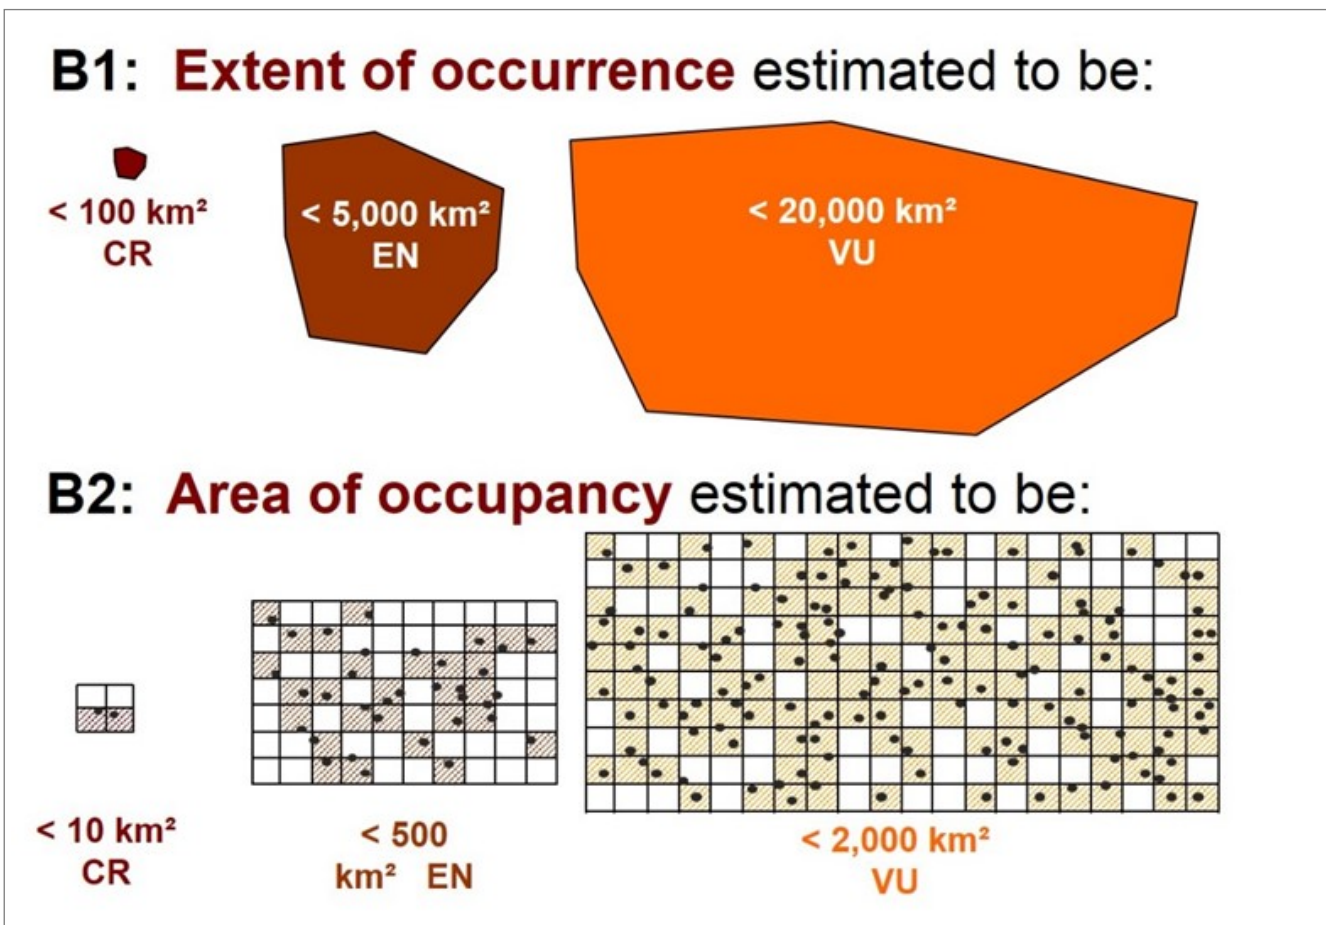 B1: Extent of occurrence estimated to be:
< 100 km²
CR
< 5,000 km²
EN
< 20,000 km²
VU
B2: Area of occupancy estimated to be:
< 10 km²
CR
< 500
km² EN
< 2,000 km²
VU